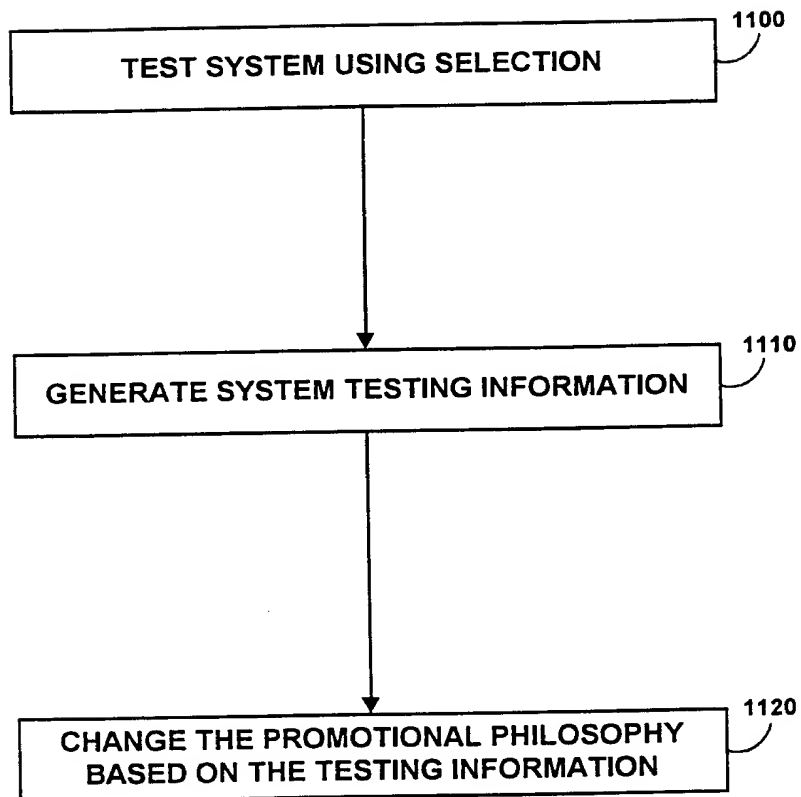 1100
TEST SYSTEM USING SELECTION
1110
GENERATE SYSTEM TESTING INFORMATION
1120
CHANGE THE PROMOTIONAL PHILOSOPHY
BASED ON THE TESTING INFORMATION